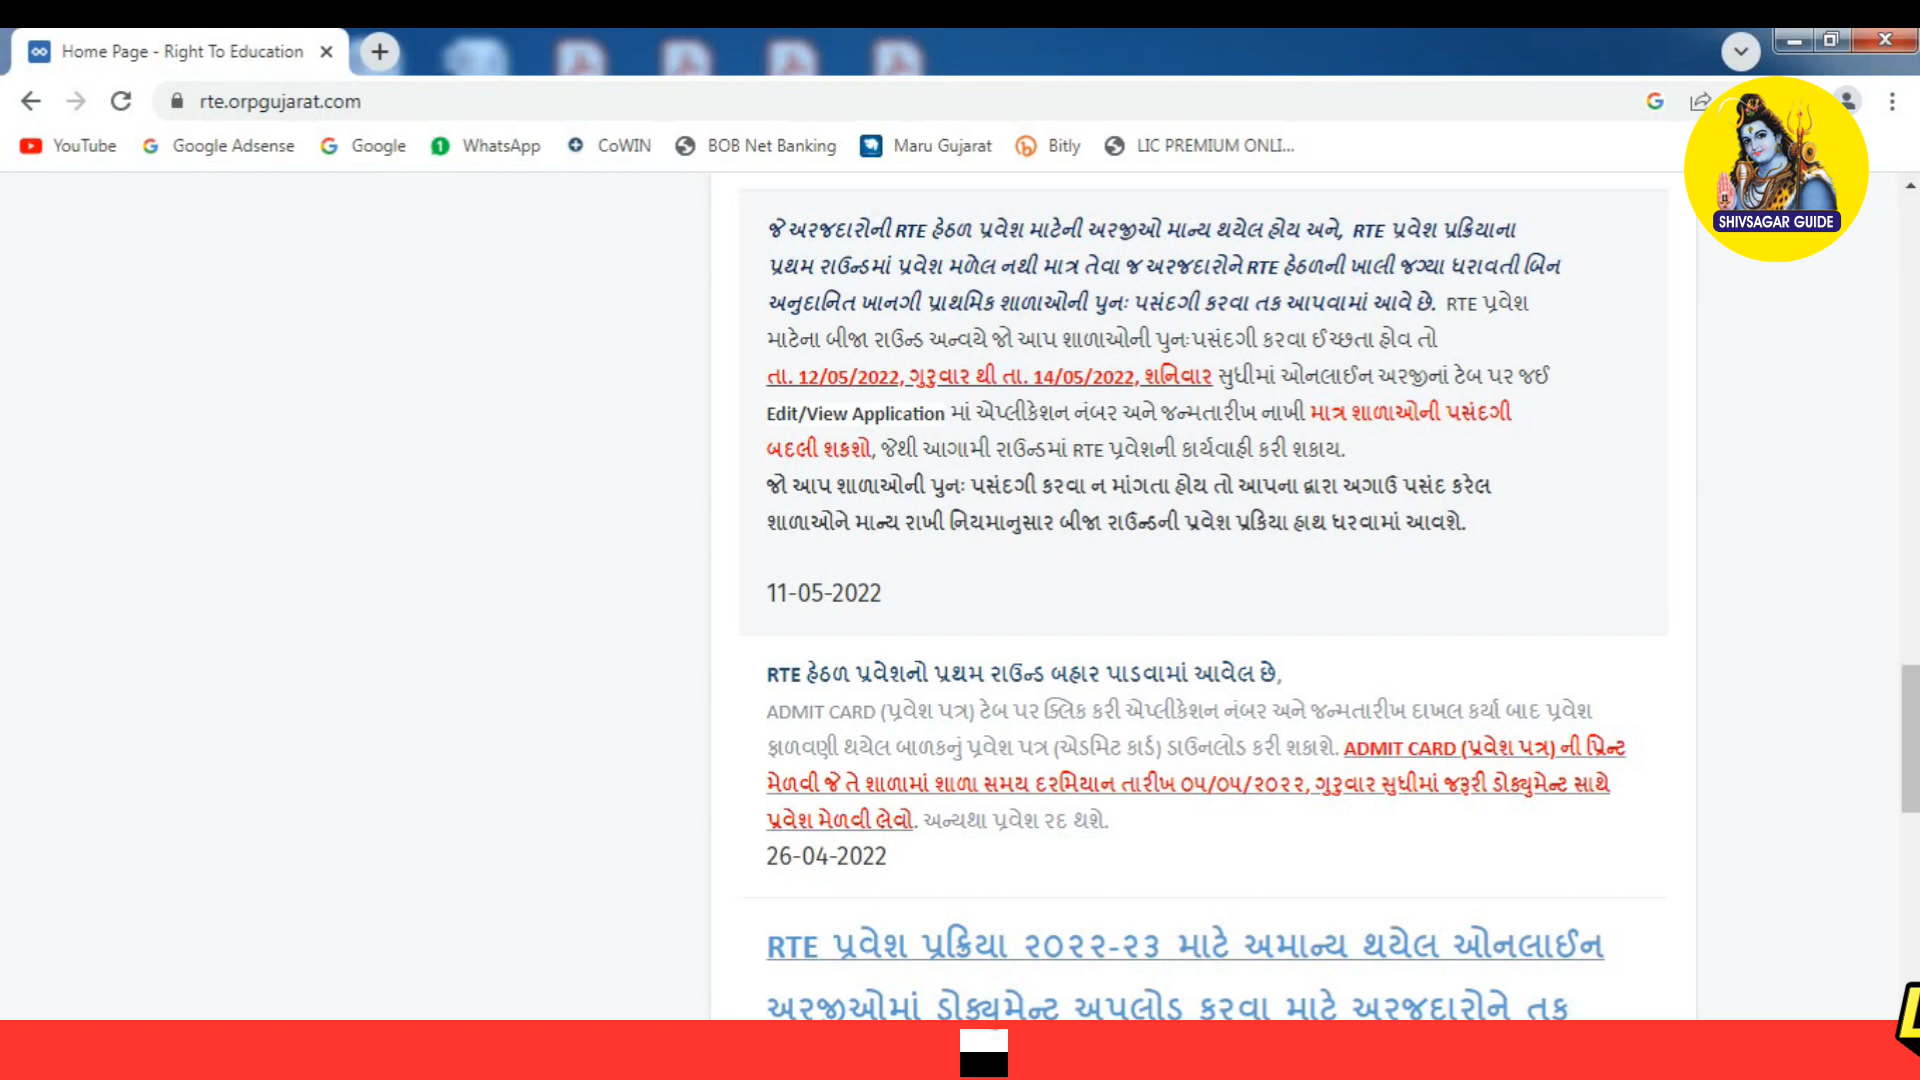 Home Page - Right To Education
rte.orpgujarat.com
YouTube Google Adsense Google WhatsApp CoWIN BOB Net Banking Maru Gujarat Bitly LIC PREMIUM ONLI...
SHIVSAGAR GUIDE
જે અરજદારોની RTE હેઠળ પ્રવેશ માટેની અરજીઓ માન્ય થયેલ હોય અને, RTE પ્રવેશ પ્રક્રિયાના
પ્રથમ રાઉન્ડમાં પ્રવેશ મળેલ નથી માત્ર તેવા જ અરજદારોને RTE હેઠળની ખાલી જગ્યા ધરાવતી બિન
અનુદાનિત ખાનગી પ્રાથમિક શાળાઓની પુનઃ પસંદગી કરવા તક આપવામાં આવે છે. RTE પ્રવેશ
માટેના બીજા રાઉન્ડ અન્વયે જો આપ શાળાઓની પુનઃપસંદગી કરવા ઈચ્છતા હોવ તો
તા. 12/05/2022, ગુરુવાર થી તા. 14/05/2022, શનિવાર સુધીમાં ઓનલાઈન અરજીનાં ટેબ પર જઈ
Edit/View Application માં એપ્લીકેશન નંબર અને જન્મતારીખ નાખી માત્ર શાળાઓની પસંદગી
બદલી શકશો, જેથી આગામી રાઉન્ડમાં RTE પ્રવેશની કાર્યવાહી કરી શકાય.
જો આપ શાળાઓની પુનઃ પસંદગી કરવા ન માંગતા હોય તો આપના દ્વારા અગાઉ પસંદ કરેલ
શાળાઓને માન્ય રાખી નિયમાનુસાર બીજા રાઉન્ડની પ્રવેશ પ્રક્રિયા હાથ ધરવામાં આવશે.
11-05-2022
RTE હેઠળ પ્રવેશનો પ્રથમ રાઉન્ડ બહાર પાડવામાં આવેલ છે,
ADMIT CARD (પ્રવેશ પત્ર) ટેબ પર ક્લિક કરી એપ્લીકેશન નંબર અને જન્મતારીખ દાખલ કર્યા બાદ પ્રવેશ
ફાળવણી થયેલ બાળકનું પ્રવેશ પત્ર (એડમિટ કાર્ડ) ડાઉનલોડ કરી શકાશે. ADMIT CARD (પ્રવેશ પત્ર) ની પ્રિન્ટ
મેળવી જે તે શાળામાં શાળા સમય દરમિયાન તારીખ ૦૫/૦૫/૨૦૨૨, ગુરુવાર સુધીમાં જરૂરી ડોક્યુમેન્ટ સાથે
પ્રવેશ મેળવી લેવો. અન્યથા પ્રવેશ રદ થશે.
26-04-2022
RTE પ્રવેશ પ્રક્રિયા ૨૦૨૨-૨૩ માટે અમાન્ય થયેલ ઓનલાઈન
અરજીઓમાં ડોક્યુમેન્ટ અપલોડ કરવા માટે અરજદારોને તક